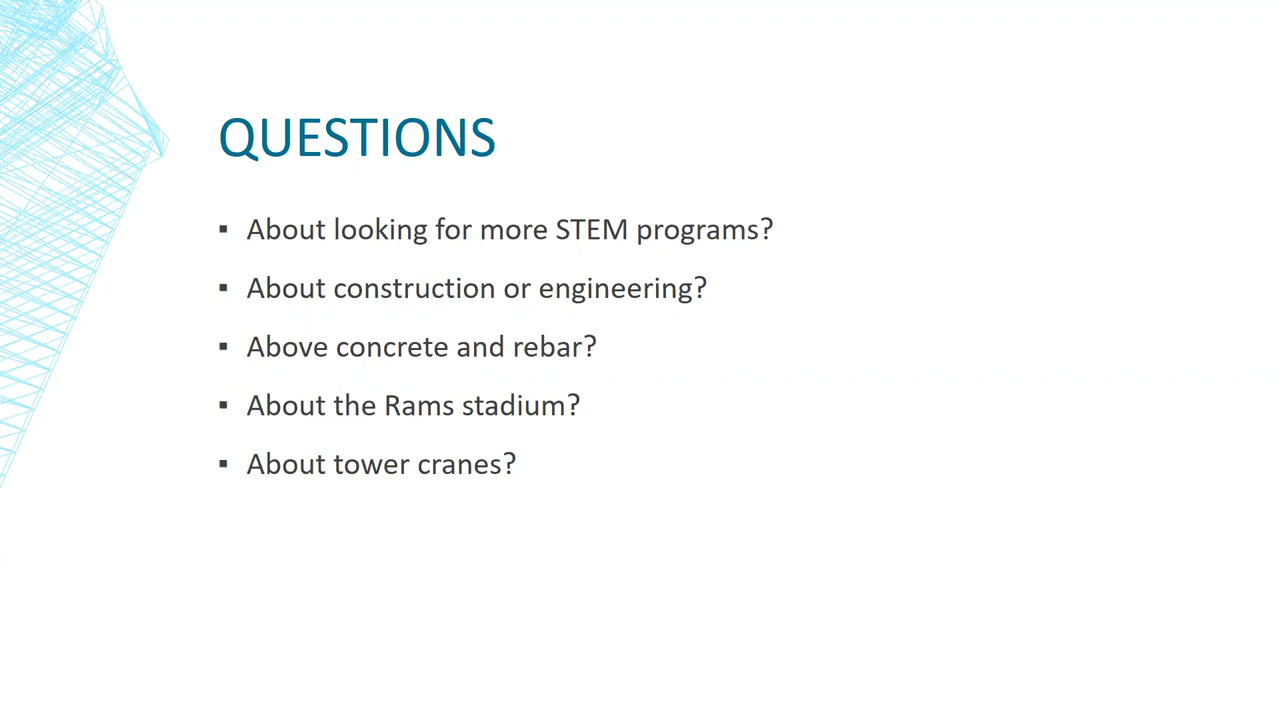 QUESTIONS
▪ About looking for more STEM programs?
▪ About construction or engineering?
▪ Above concrete and rebar?
▪ About the Rams stadium?
▪ About tower cranes?